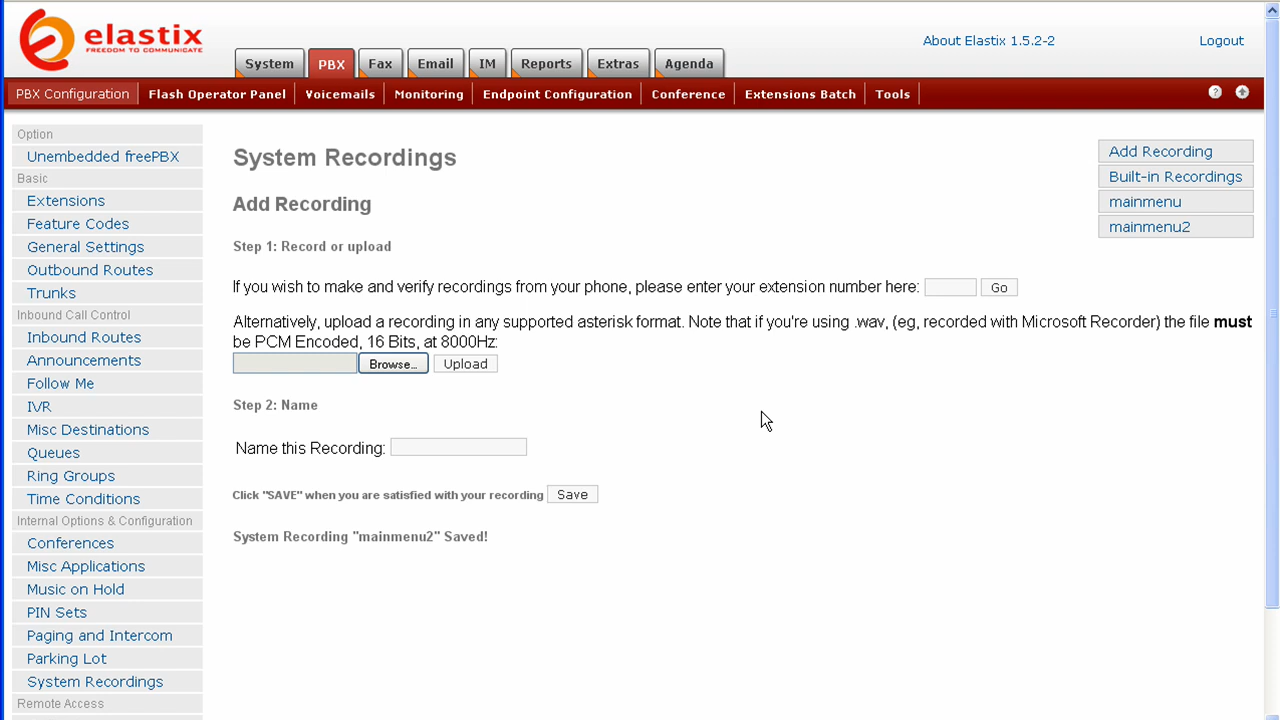 elastix
FREEDOM TO COMMUNICATE
About Elastix 1.5.2-2
Logout
System
PBX
Fax
Email
IM
Reports
Extras
Agenda
PBX Configuration
Flash Operator Panel
Voicemails
Monitoring
Endpoint Configuration
Conference
Extensions Batch
Tools
?
Option
Unembedded freePBX
Basic
Extensions
Feature Codes
General Settings
Outbound Routes
Trunks
Inbound Call Control
Inbound Routes
Announcements
Follow Me
IVR
Misc Destinations
Queues
Ring Groups
Time Conditions
Internal Options & Configuration
Conferences
Misc Applications
Music on Hold
PIN Sets
Paging and Intercom
Parking Lot
System Recordings
Remote Access
System Recordings
Add Recording
Step 1: Record or upload
If you wish to make and verify recordings from your phone, please enter your extension number here: Go
Alternatively, upload a recording in any supported asterisk format. Note that if you're using .wav, (eg, recorded with Microsoft Recorder) the file must
be PCM Encoded, 16 Bits, at 8000Hz:
Browse... Upload
Step 2: Name
Name this Recording:
Click "SAVE" when you are satisfied with your recording Save
System Recording "mainmenu2" Saved!
Add Recording
Built-in Recordings
mainmenu
mainmenu2